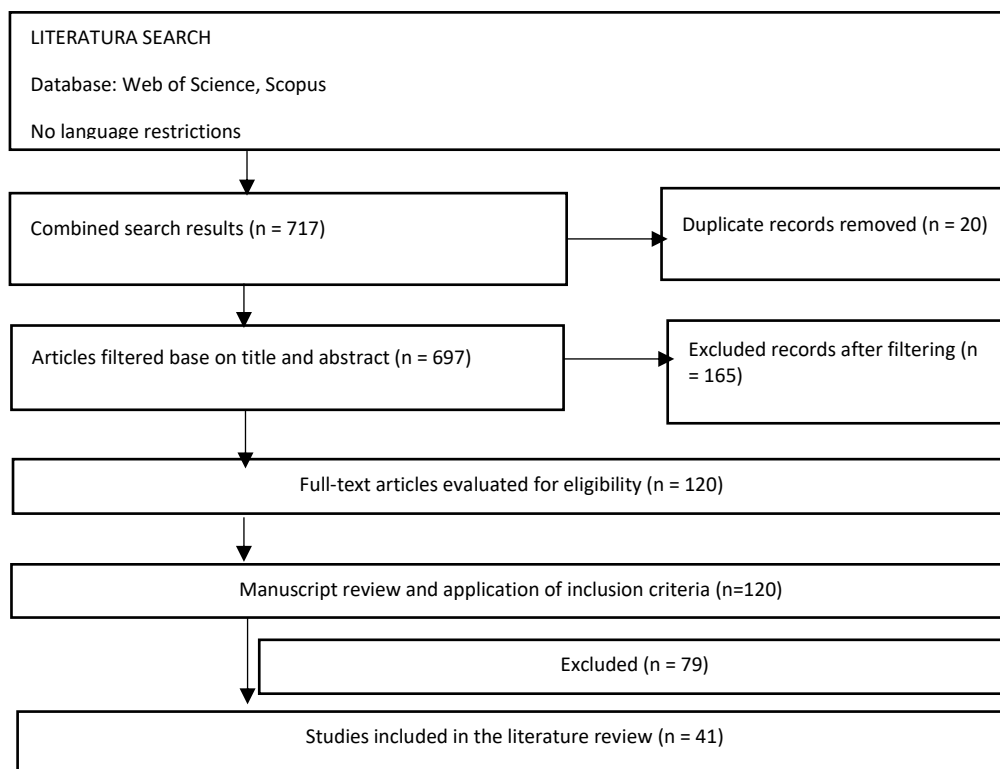 LITERATURA SEARCH
Database: Web of Science, Scopus
No language restrictions
Combined search results (n = 717)
Duplicate records removed (n = 20)
Articles filtered base on title and abstract (n = 697)
Excluded records after filtering (n
= 165)
Full-text articles evaluated for eligibility (n = 120)
Manuscript review and application of inclusion criteria (n=120)
Excluded (n = 79)
Studies included in the literature review (n = 41)